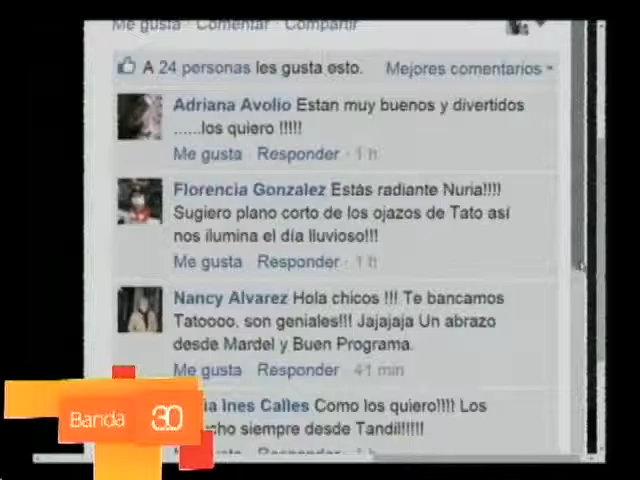 Me gusta · Comentar · Compartir
A 24 personas les gusta esto.
Mejores comentarios
Adriana Avolio Estan muy buenos y divertidos
......los quiero !!!!!
Me gusta · Responder · 1 h
Florencia Gonzalez Estás radiante Nuria!!!!
Sugiero plano corto de los ojazos de Tato así
nos ilumina el día lluvioso!!!
Me gusta · Responder · 1 h
Nancy Alvarez Hola chicos !!! Te bancamos
Tatoooo, son geniales!!! Jajajaja Un abrazo
desde Mardel y Buen Programa.
Me gusta · Responder · 41 min
Ines Calles Como los quiero!!!! Los
siempre desde Tandil!!!!!
Banda 30